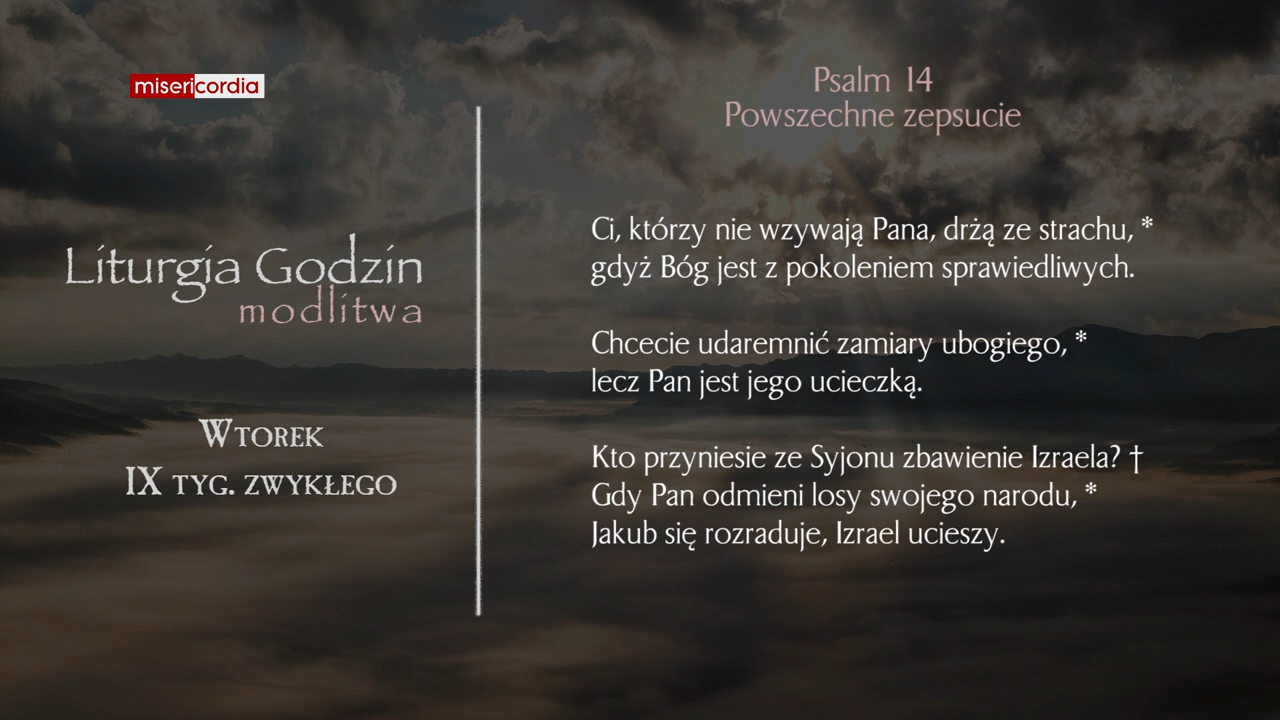 misericordia
Liturgia Godzin
modlitwa
Wtorek
IX tyg. zwykłego
Psalm 14
Powszechne zepsucie
Ci, którzy nie wzywają Pana, drżą ze strachu, *
gdyż Bóg jest z pokoleniem sprawiedliwych.
Chcecie udaremnić zamiary ubogiego, *
lecz Pan jest jego ucieczką.
Kto przyniesie ze Syjonu zbawienie Izraela? †
Gdy Pan odmieni losy swojego narodu, *
Jakub się rozraduje, Izrael ucieszy.